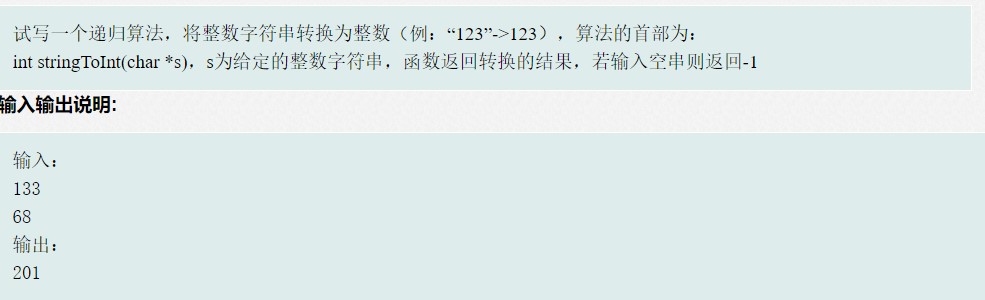 试写一个递归算法，将整数字符串转换为整数（例：“123”->123），算法的首部为：
int stringToInt(char *s)，s为给定的整数字符串，函数返回转换的结果，若输入空串则返回-1
输入输出说明:
输入：
133
68
输出：
201